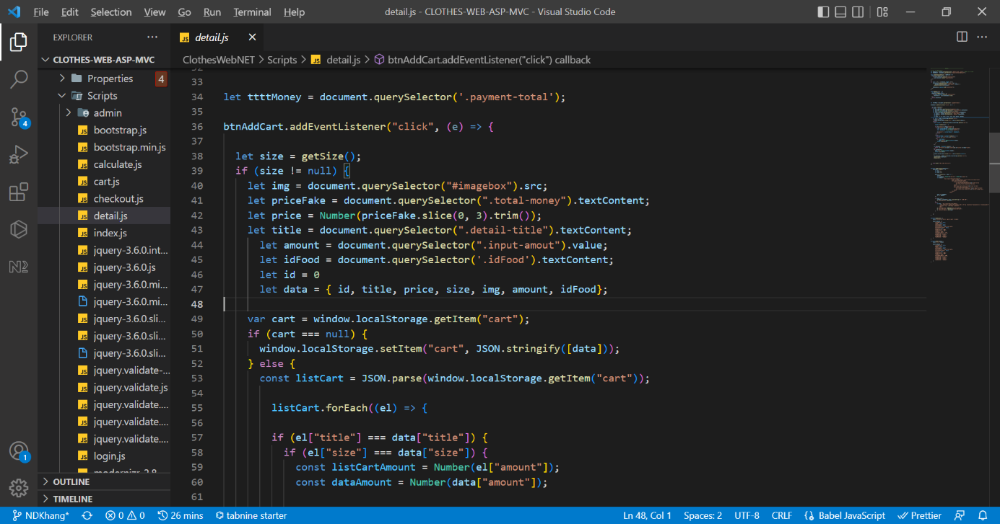 File Edit Selection View Go Run Terminal Help
detail.js - CLOTHES-WEB-ASP-MVC - Visual Studio Code
EXPLORER
CLOTHES-WEB-ASP-MVC
Properties 4
Scripts
admin
bootstrap.js
bootstrap.min.js
calculate.js
cart.js
checkout.js
detail.js
index.js
jquery-3.6.0.int...
jquery-3.6.0.js
jquery-3.6.0.mi...
jquery-3.6.0.mi...
jquery-3.6.0.sli...
jquery-3.6.0.sli...
jquery-3.6.0.sli...
jquery.validate-...
jquery.validate.js
jquery.validate....
jquery.validate....
jquery.validate....
login.js
OUTLINE
TIMELINE
4
1
JS detail.js
ClothesWebNET > Scripts > JS detail.js > btnAddCart.addEventListener("click") callback
33
34 let ttttMoney = document.querySelector('.payment-total');
35
36 btnAddCart.addEventListener("click", (e) => {
37
38 let size = getSize();
39 if (size != null) {
40 let img = document.querySelector("#imagebox").src;
41 let priceFake = document.querySelector(".total-money").textContent;
42 let price = Number(priceFake.slice(0, 3).trim());
43 let title = document.querySelector(".detail-title").textContent;
44 let amount = document.querySelector(".input-amout").value;
45 let idFood = document.querySelector('.idFood').textContent;
46 let id = 0
47 let data = { id, title, price, size, img, amount, idFood};
48
49 var cart = window.localStorage.getItem("cart");
50 if (cart === null) {
51 window.localStorage.setItem("cart", JSON.stringify([data]));
52 } else {
53 const listCart = JSON.parse(window.localStorage.getItem("cart"));
54
55 listCart.forEach((el) => {
56
57 if (el["title"] === data["title"]) {
58 if (el["size"] === data["size"]) {
59 const listCartAmount = Number(el["amount"]);
60 const dataAmount = Number(data["amount"]);
61
NDKhang* 0 0 26 mins tabnine starter
Ln 48, Col 1 Spaces: 2 UTF-8 CRLF Babel JavaScript Prettier